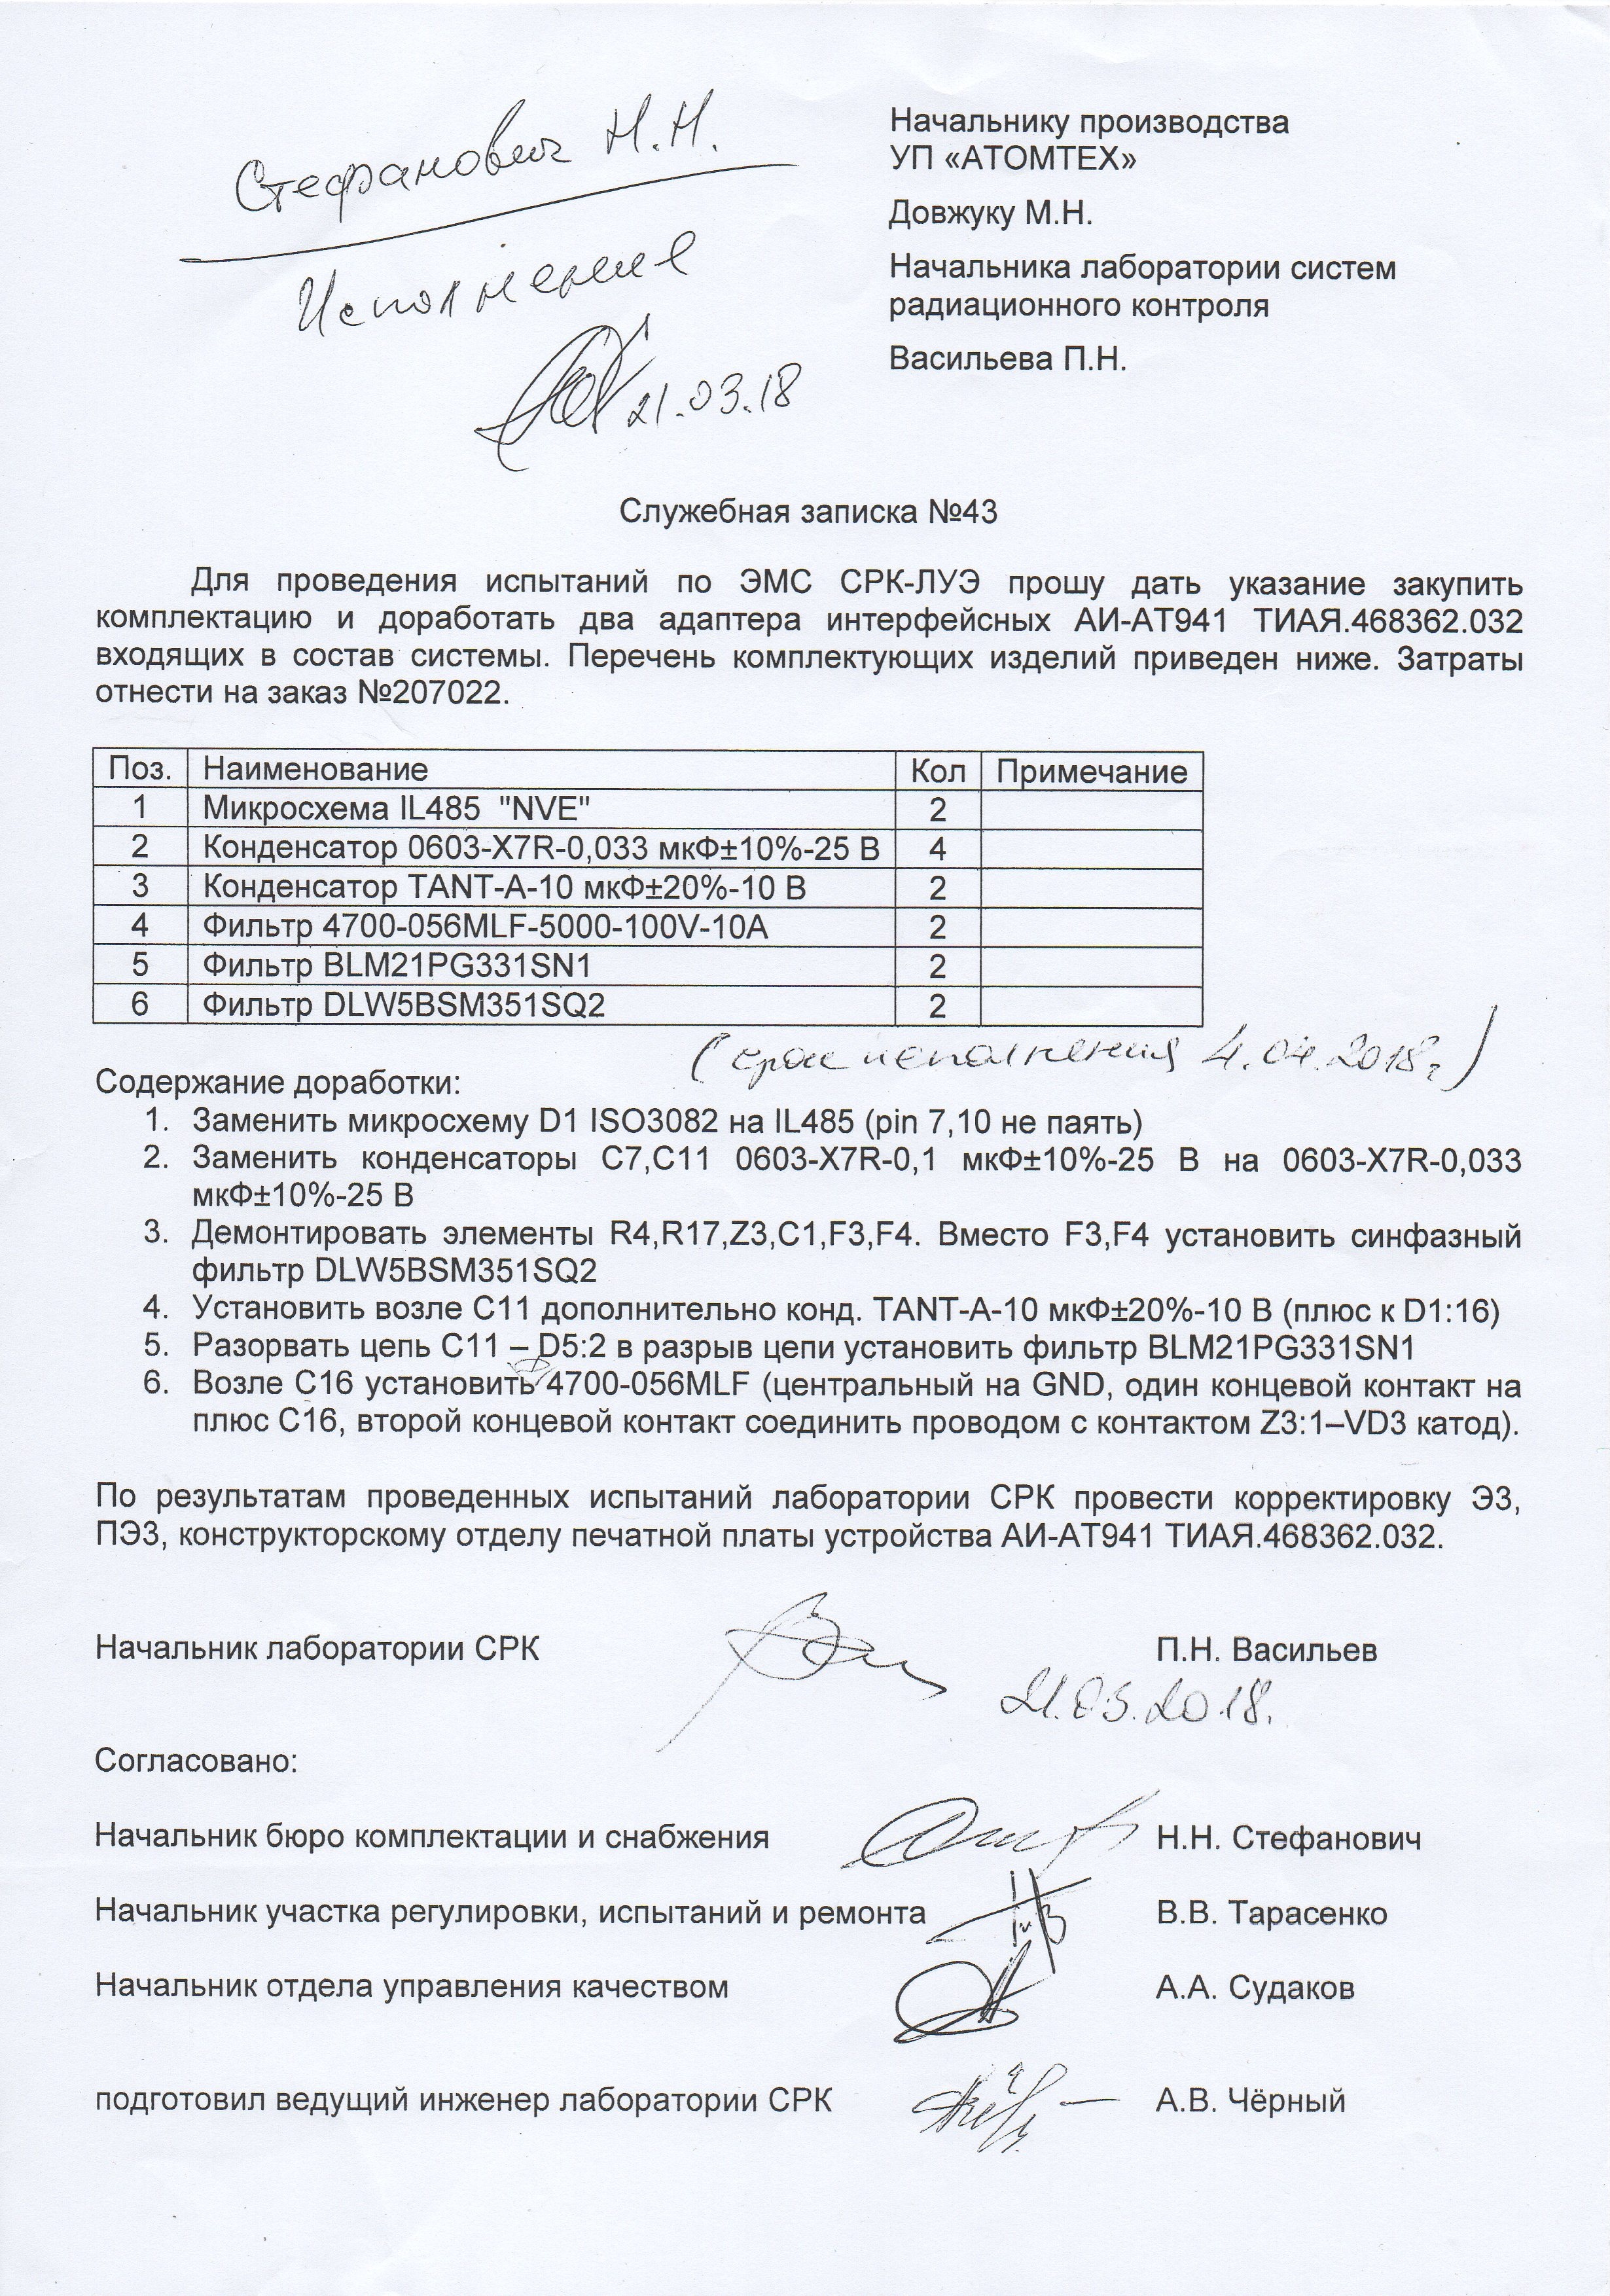 Стефанович Н.Н.
Исполнение
21.03.18
Начальнику производства
УП «АТОМТЕХ»
Довжуку М.Н.
Начальника лаборатории систем
радиационного контроля
Васильева П.Н.
Служебная записка №43
Для проведения испытаний по ЭМС СРК-ЛУЭ прошу дать указание закупить
комплектацию и доработать два адаптера интерфейсных АИ-АТ941 ТИАЯ.468362.032
входящих в состав системы. Перечень комплектующих изделий приведен ниже. Затраты
отнести на заказ №207022.
Поз. Наименование Кол Примечание
1 Микросхема IL485 "NVE" 2
2 Конденсатор 0603-X7R-0,033 мкФ±10%-25 В 4
3 Конденсатор TANT-A-10 мкФ±20%-10 В 2
4 Фильтр 4700-056MLF-5000-100V-10A 2
5 Фильтр BLM21PG331SN1 2
6 Фильтр DLW5BSM351SQ2 2
(срок исполнения 4.04.2018г.)
Содержание доработки:
1. Заменить микросхему D1 ISO3082 на IL485 (pin 7,10 не паять)
2. Заменить конденсаторы С7,С11 0603-X7R-0,1 мкФ±10%-25 В на 0603-X7R-0,033
мкФ±10%-25 В
3. Демонтировать элементы R4,R17,Z3,C1,F3,F4. Вместо F3,F4 установить синфазный
фильтр DLW5BSM351SQ2
4. Установить возле С11 дополнительно конд. TANT-A-10 мкФ±20%-10 В (плюс к D1:16)
5. Разорвать цепь С11 – D5:2 в разрыв цепи установить фильтр BLM21PG331SN1
6. Возле С16 установить 4700-056MLF (центральный на GND, один концевой контакт на
плюс С16, второй концевой контакт соединить проводом с контактом Z3:1–VD3 катод).
По результатам проведенных испытаний лаборатории СРК провести корректировку Э3,
ПЭ3, конструкторскому отделу печатной платы устройства АИ-АТ941 ТИАЯ.468362.032.
Начальник лаборатории СРК П.Н. Васильев
21.03.2018.
Согласовано:
Начальник бюро комплектации и снабжения Н.Н. Стефанович
Начальник участка регулировки, испытаний и ремонта В.В. Тарасенко
Начальник отдела управления качеством А.А. Судаков
подготовил ведущий инженер лаборатории СРК А.В. Чёрный